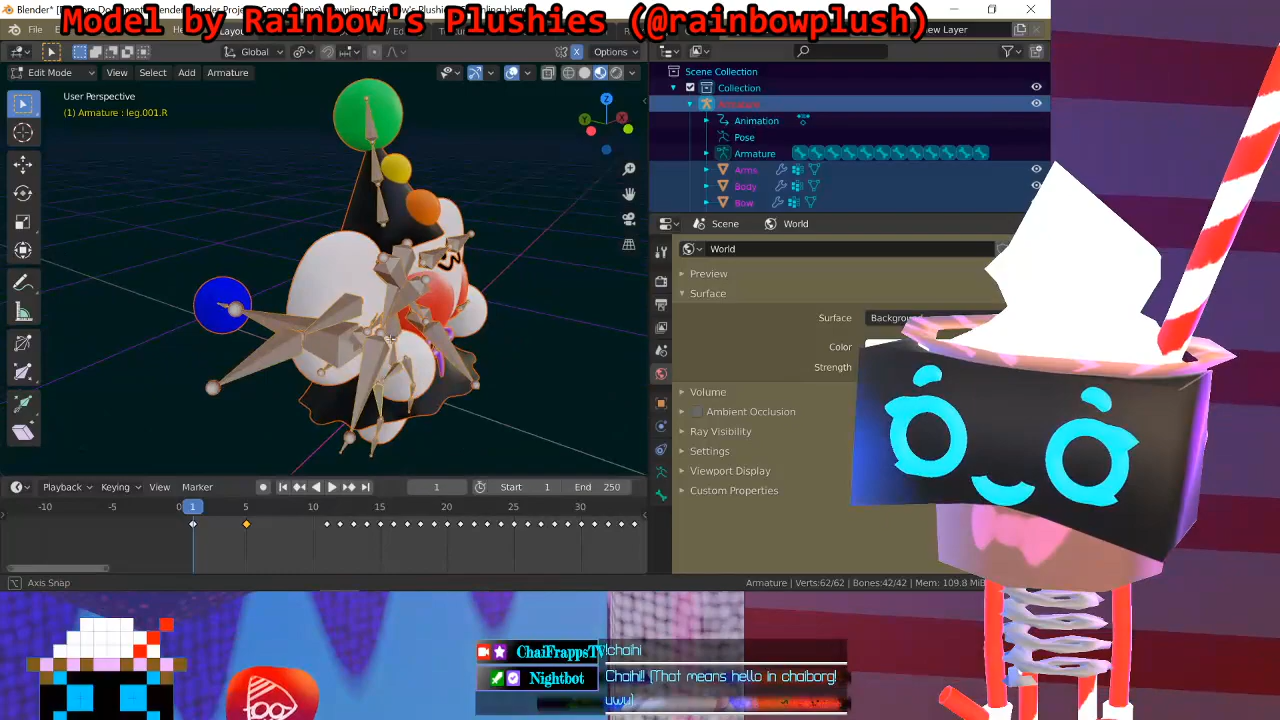 Blender*
Model by Rainbow's Plushies (@rainbowplush)
File
New Layer
Global
Options
Edit Mode
View
Select
Add
Armature
User Perspective
(1) Armature : leg.001.R
Z
Y
X
Scene Collection
Collection
Armature
Animation
Pose
Armature
Arms
Body
Bow
Scene
World
World
Preview
Surface
Surface
Background
Color
Strength
Volume
Ambient Occlusion
Ray Visibility
Settings
Viewport Display
Custom Properties
Playback
Keying
View
Marker
1
Start 1
End 250
-10 -5 0 1 5 10 15 20 25 30
Axis Snap
Armature | Verts:62/62 | Bones:42/42 | Mem: 109.8 MiB
ChaiFrappsTV
!chaihi
Nightbot
Chaihi! (That means hello in chaiborg!
uwu)